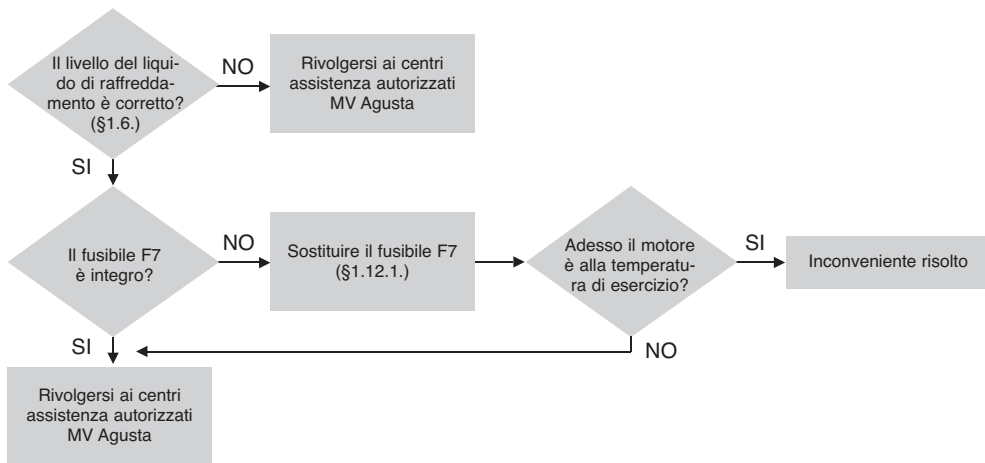 Il livello del liqui-
do di raffredda-
mento è corretto?
(§1.6.)
NO
Rivolgersi ai centri
assistenza autorizzati
MV Agusta
SI
Il fusibile F7
è integro?
NO
Sostituire il fusibile F7
(§1.12.1.)
Adesso il motore
è alla temperatu-
ra di esercizio?
SI
Inconveniente risolto
SI
NO
Rivolgersi ai centri
assistenza autorizzati
MV Agusta